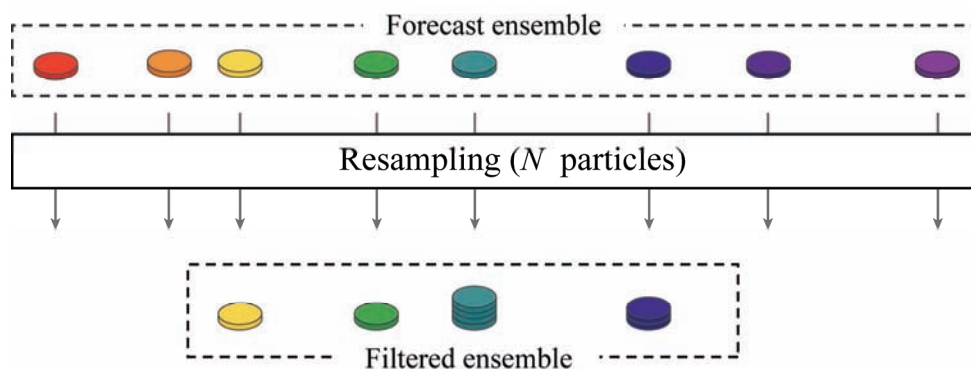 Forecast ensemble
Resampling (N particles)
Filtered ensemble